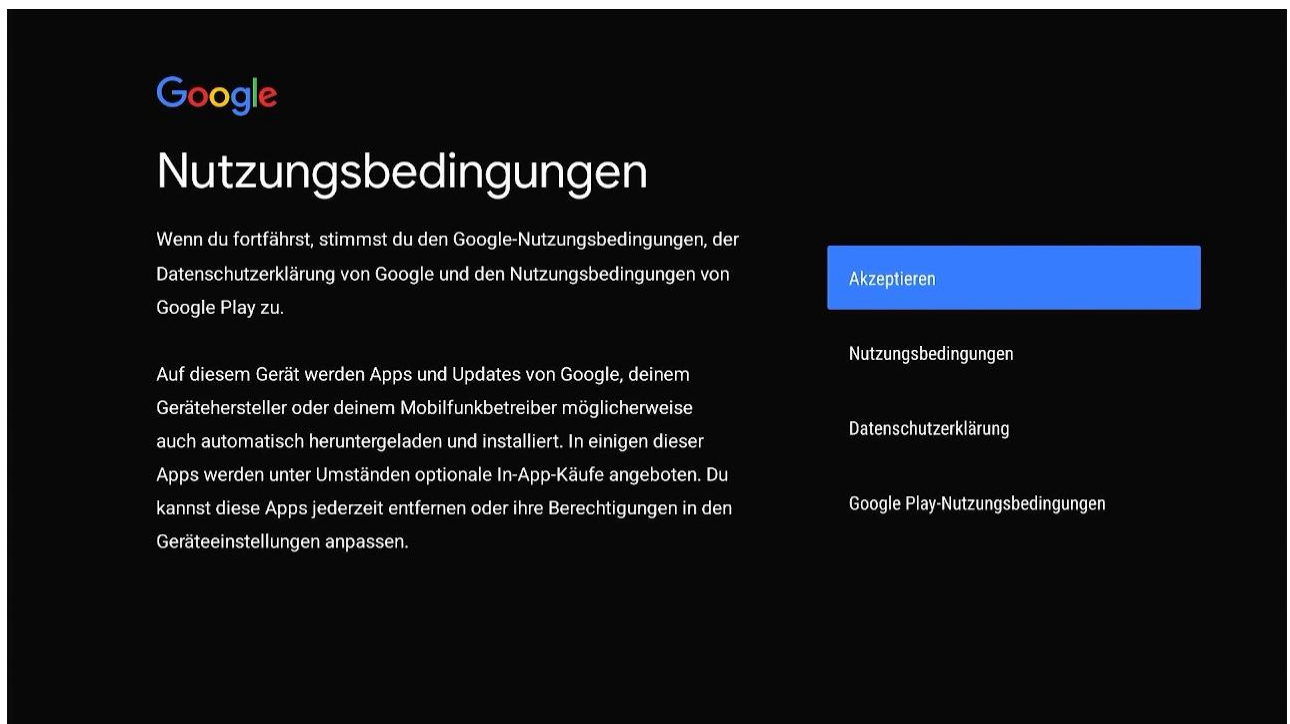 Google
Nutzungsbedingungen
Wenn du fortfährst, stimmst du den Google-Nutzungsbedingungen, der
Datenschutzerklärung von Google und den Nutzungsbedingungen von
Google Play zu.
Auf diesem Gerät werden Apps und Updates von Google, deinem
Gerätehersteller oder deinem Mobilfunkbetreiber möglicherweise
auch automatisch heruntergeladen und installiert. In einigen dieser
Apps werden unter Umständen optionale In-App-Käufe angeboten. Du
kannst diese Apps jederzeit entfernen oder ihre Berechtigungen in den
Geräteeinstellungen anpassen.
Akzeptieren
Nutzungsbedingungen
Datenschutzerklärung
Google Play-Nutzungsbedingungen